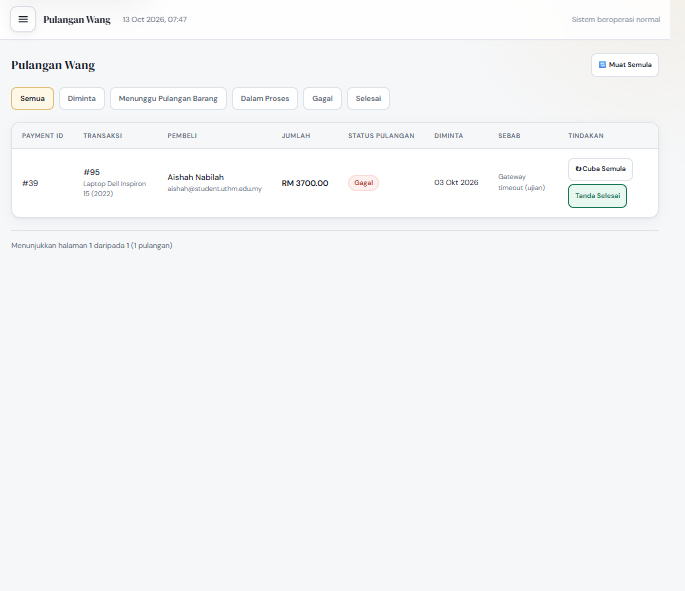 Pulangan Wang 13 Oct 2026, 07:47 Sistem beroperasi normal
Pulangan Wang
Muat Semula
Semua Diminta Menunggu Pulangan Barang Dalam Proses Gagal Selesai
PAYMENT ID TRANSAKSI PEMBELI JUMLAH STATUS PULANGAN DIMINTA SEBAB TINDAKAN
#39
#95
Laptop Dell Inspiron
15 (2022)
Aishah Nabilah
aishah@student.uthm.edu.my
RM 3700.00
Gagal
03 Okt 2026
Gateway
timeout (ujian)
↻ Cuba Semula
Tanda Selesai
Menunjukkan halaman 1 daripada 1 (1 pulangan)